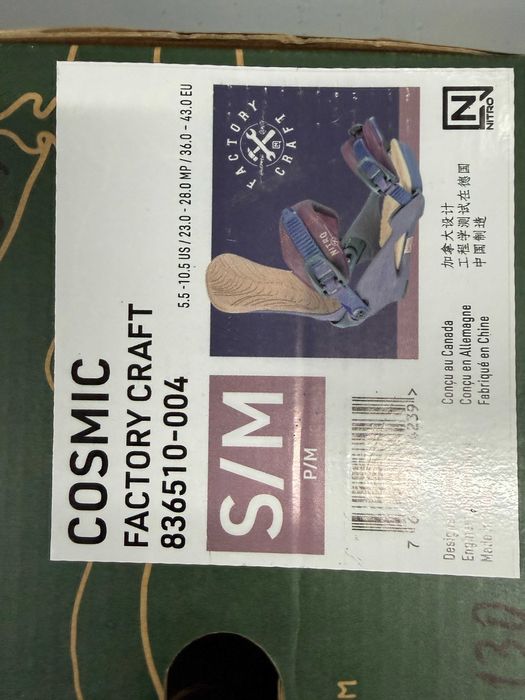 COSMIC
FACTORY CRAFT
836510-004
5.5 -10.5 US / 23.0 - 28.0 MP / 36.0 - 43.0 EU
S/M
P/M
FACTORY
CRAFT
NITRO
N
NITRO
加拿大设计
工程学测试在德国
中国制造
Conçu au Canada
Conçu en Allemagne
Fabriqué en Chine
M
130